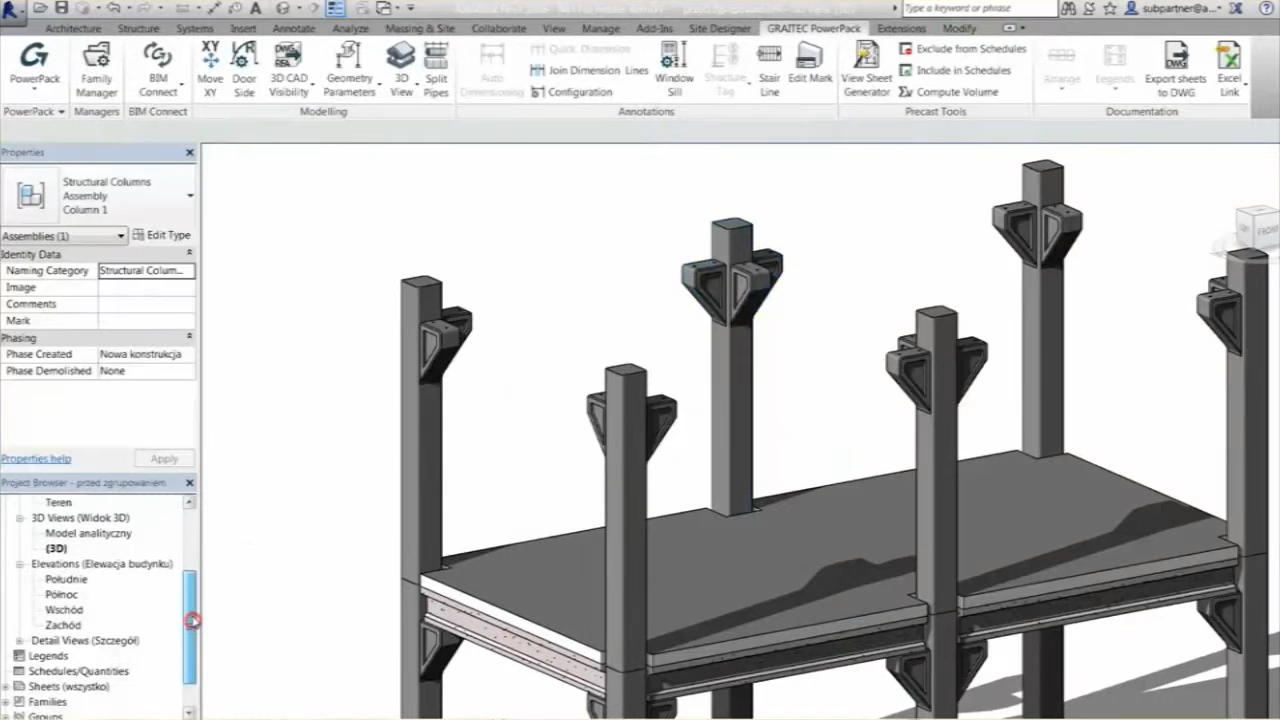 Type a keyword or phrase
subpartner@a...
Architecture Structure Systems Insert Annotate Analyze Massing & Site Collaborate View Manage Add-Ins Site Designer GRAITEC PowerPack Extensions Modify
PowerPack
Family Manager
BIM Connect
Move XY
Door Side
3D CAD Visibility
Geometry Parameters
3D View
Split Pipes
Auto Dimensioning
Quick Dimension
Join Dimension Lines
Configuration
Window Sill
Structure Tag
Stair Line
Edit Mark
View Sheet Generator
Exclude from Schedules
Include in Schedules
Compute Volume
Arrange
Legends
Export sheets to DWG
Excel Link
PowerPack Managers BIM Connect Modelling Annotations Precast Tools Documentation
Properties
Structural Columns
Assembly
Column 1
Assemblies (1) Edit Type
Identity Data
Naming Category Structural Colum...
Image
Comments
Mark
Phasing
Phase Created Nowa konstrukcja
Phase Demolished None
Properties help Apply
Project Browser - przed zgrupowaniem
Teren
3D Views (Widok 3D)
Model analityczny
(3D)
Elevations (Elewacja budynku)
Południe
Północ
Wschód
Zachód
Detail Views (Szczegół)
Legends
Schedules/Quantities
Sheets (wszystko)
Families
Groups
FRONT